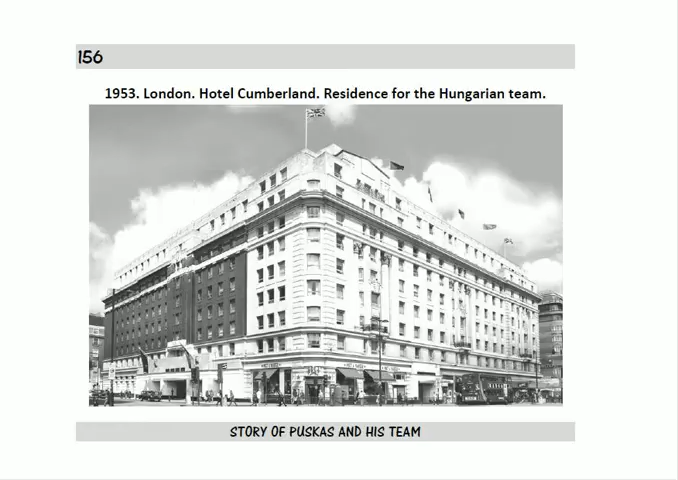 156
1953. London. Hotel Cumberland. Residence for the Hungarian team.
STORY OF PUSKAS AND HIS TEAM